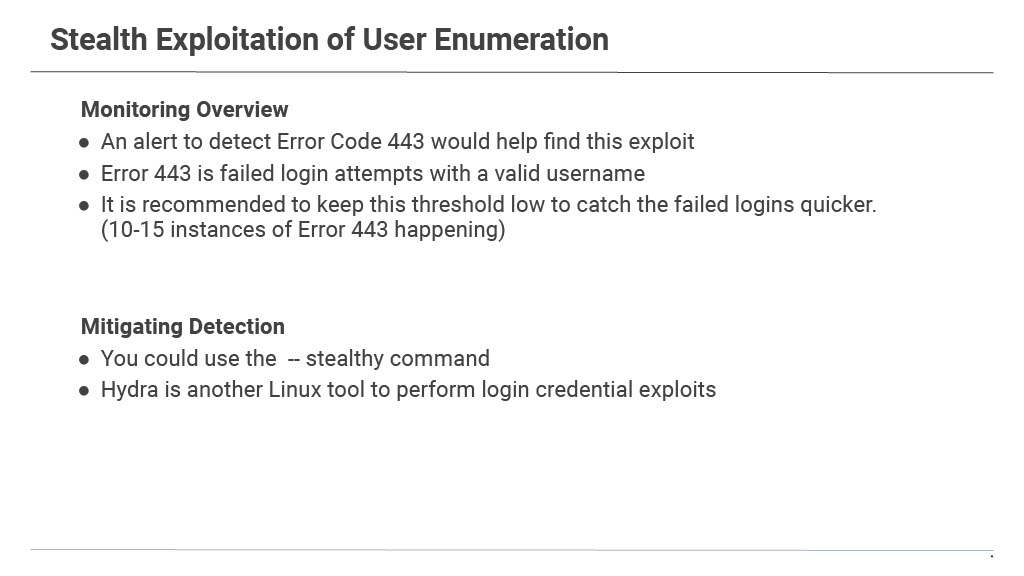 Stealth Exploitation of User Enumeration
Monitoring Overview
● An alert to detect Error Code 443 would help find this exploit
● Error 443 is failed login attempts with a valid username
● It is recommended to keep this threshold low to catch the failed logins quicker.
(10-15 instances of Error 443 happening)
Mitigating Detection
● You could use the -- stealthy command
● Hydra is another Linux tool to perform login credential exploits
.